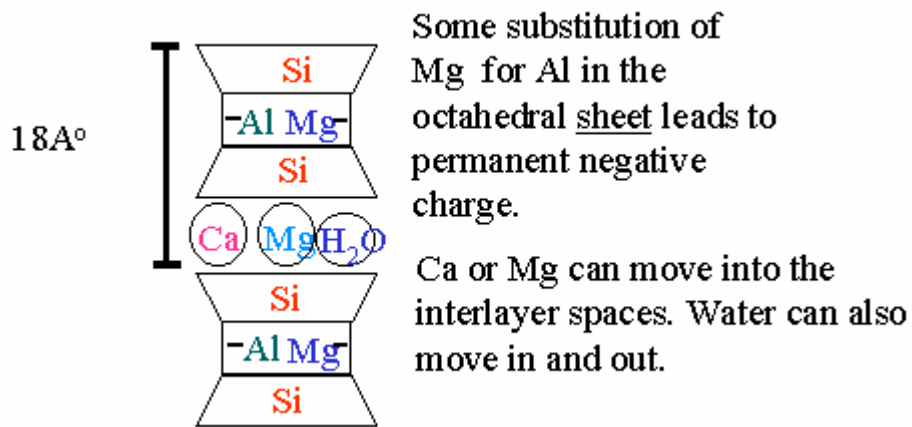 Some substitution of
Mg for Al in the
octahedral sheet leads to
permanent negative
charge.
18Aº
Si
-Al Mg-
Si
Ca Mg H₂O
Ca or Mg can move into the
interlayer spaces. Water can also
move in and out.
Si
-Al Mg-
Si